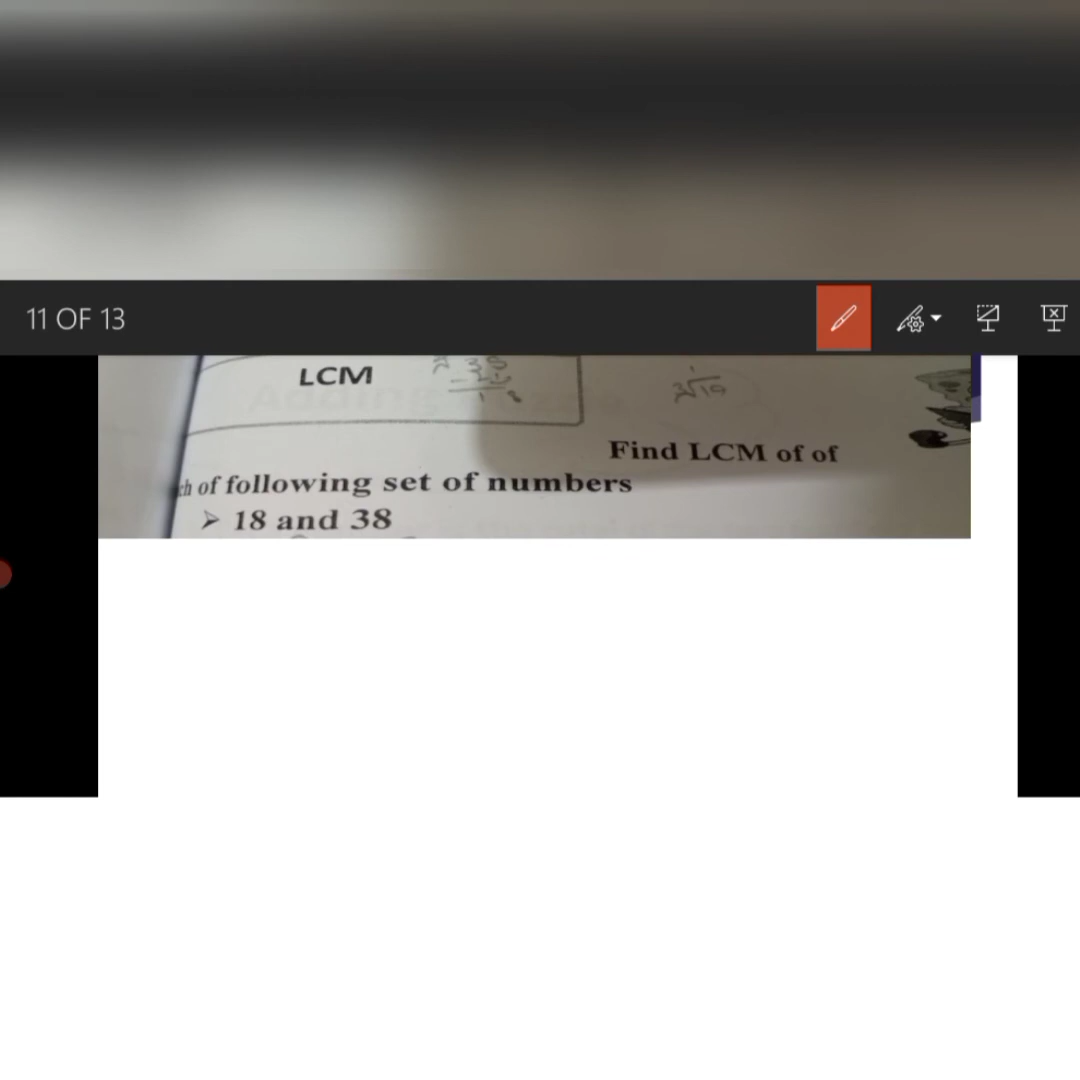 11 OF 13
LCM
Find LCM of of
of following set of numbers
➢ 18 and 38